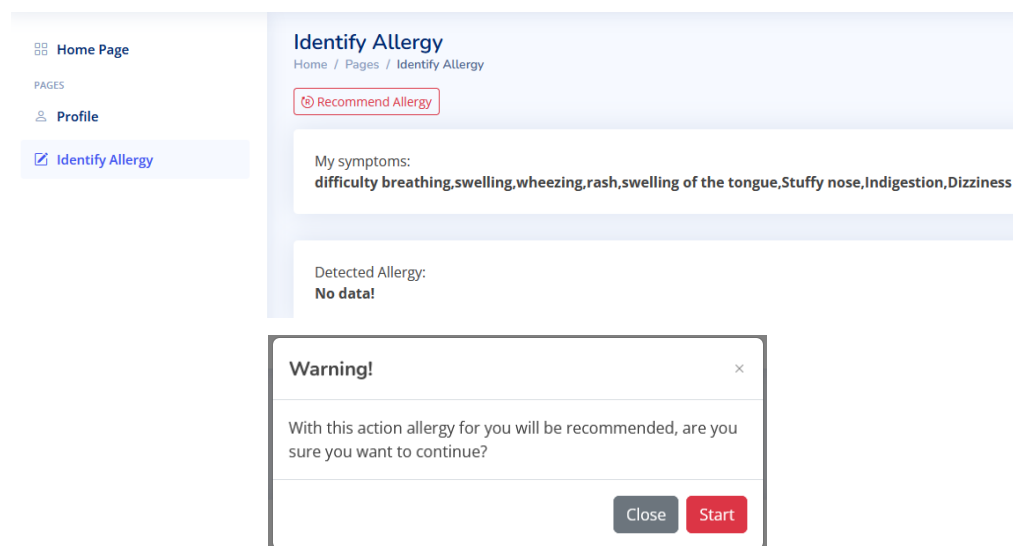 Home Page
PAGES
Profile
Identify Allergy
Identify Allergy
Home / Pages / Identify Allergy
Recommend Allergy
My symptoms:
difficulty breathing,swelling,wheezing,rash,swelling of the tongue,Stuffy nose,Indigestion,Dizziness
Detected Allergy:
No data!
Warning!
×
With this action allergy for you will be recommended, are you
sure you want to continue?
Close Start